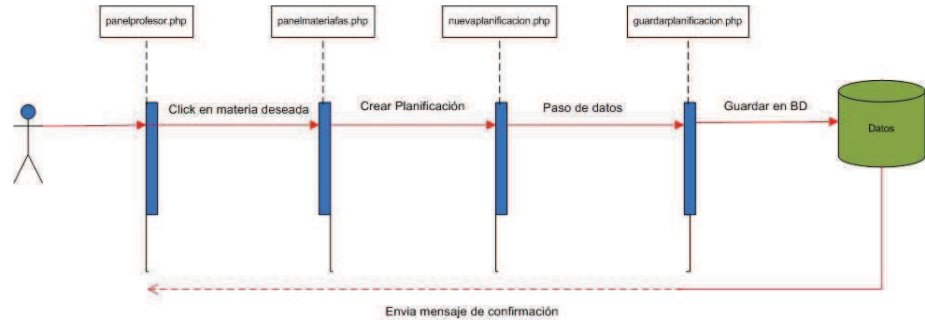 panelprofesor.php
panelmateriafas.php
nuevaplanificacion.php
guardarplanificacion.php
Click en materia deseada
Crear Planificación
Paso de datos
Guardar en BD
Datos
Envia mensaje de confirmación